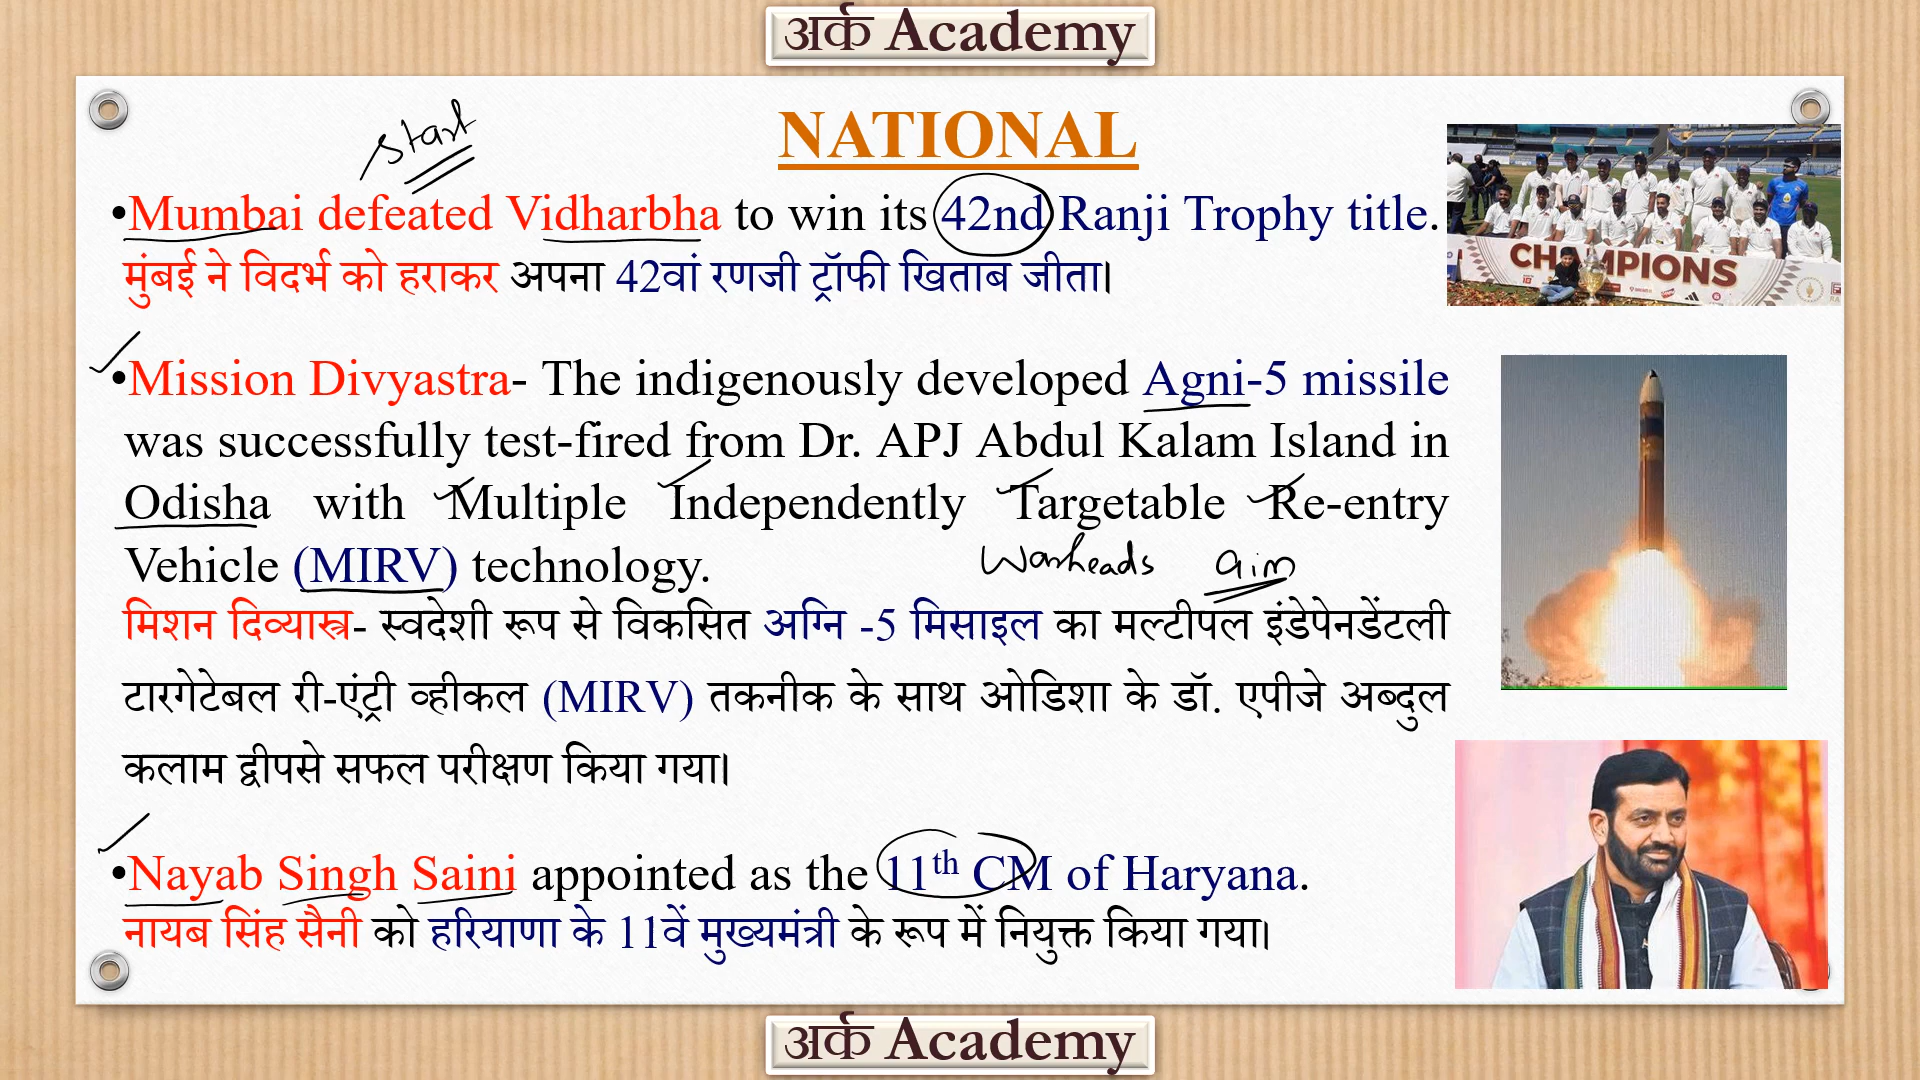 अर्क Academy
NATIONAL
start
•Mumbai defeated Vidharbha to win its 42nd Ranji Trophy title.
मुंबई ने विदर्भ को हराकर अपना 42वां रणजी ट्रॉफी खिताब जीता।
CHAMPIONS
•Mission Divyastra- The indigenously developed Agni-5 missile
was successfully test-fired from Dr. APJ Abdul Kalam Island in
Odisha with Multiple Independently Targetable Re-entry
Vehicle (MIRV) technology.
Warheads aim
मिशन दिव्यास्त्र- स्वदेशी रूप से विकसित अग्नि -5 मिसाइल का मल्टीपल इंडेपेनडेंटली
टारगेटेबल री-एंट्री व्हीकल (MIRV) तकनीक के साथ ओडिशा के डॉ. एपीजे अब्दुल
कलाम द्वीपसे सफल परीक्षण किया गया।
•Nayab Singh Saini appointed as the 11th CM of Haryana.
नायब सिंह सैनी को हरियाणा के 11वें मुख्यमंत्री के रूप में नियुक्त किया गया।
अर्क Academy